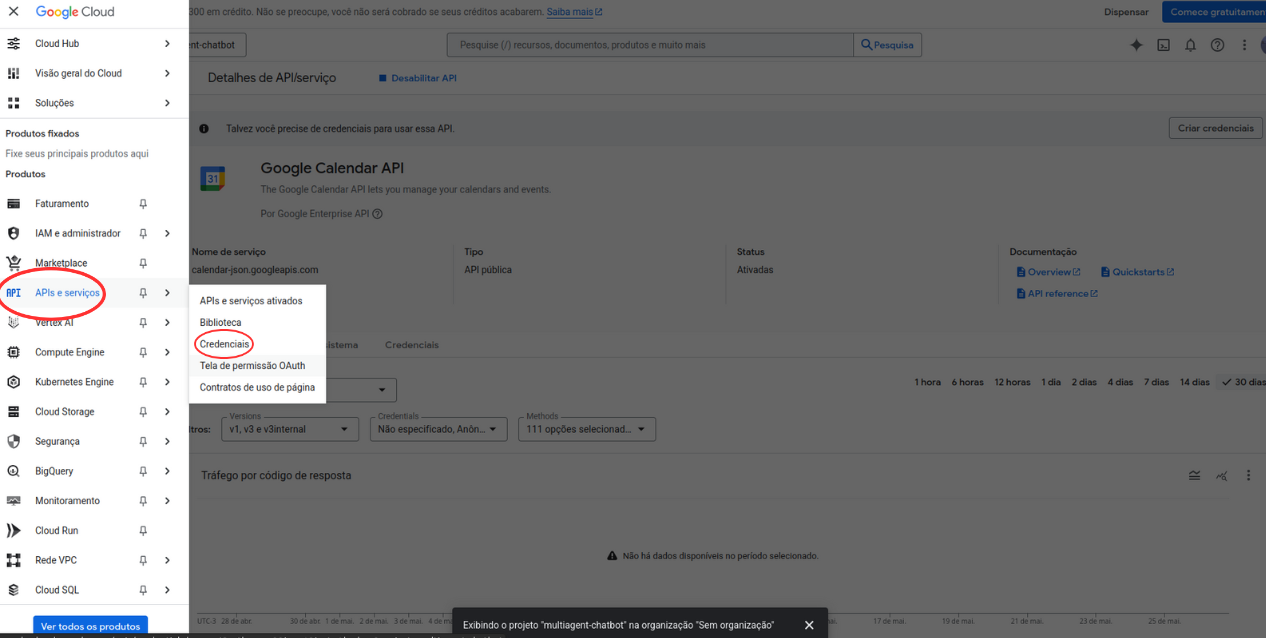 Google Cloud
300 em crédito. Não se preocupe, você não será cobrado se seus créditos acabarem. Saiba mais
Dispensar
Comece gratuitamen
Cloud Hub
nt-chatbot
Pesquise (/) recursos, documentos, produtos e muito mais
Pesquisa
Visão geral do Cloud
Detalhes de API/serviço
Desabilitar API
Soluções
Produtos fixados
Fixe seus principais produtos aqui
Produtos
Talvez você precise de credenciais para usar essa API.
Criar credenciais
Google Calendar API
The Google Calendar API lets you manage your calendars and events.
Por Google Enterprise API
31
Faturamento
IAM e administrador
Marketplace
API APIs e serviços
Vertex AI
Compute Engine
Kubernetes Engine
Cloud Storage
Segurança
BigQuery
Monitoramento
Cloud Run
Rede VPC
Cloud SQL
Ver todos os produtos
Nome de serviço
calendar-json.googleapis.com
Tipo
API pública
Status
Ativadas
Documentação
Overview
Quickstarts
API reference
APIs e serviços ativados
Biblioteca
Credenciais
Tela de permissão OAuth
Contratos de uso de página
sistema
Credenciais
1 hora 6 horas 12 horas 1 dia 2 dias 4 dias 7 dias 14 dias 30 dias
ltros:
Versions
v1, v3 e v3internal
Credentials
Não especificado, Anôn...
Methods
111 opções selecionad...
Tráfego por código de resposta
Não há dados disponíveis no período selecionado.
UTC-3 28 de abr. 30 de abr. 1 de mai. 2 de mai. 3 de mai. 4 de m 17 de mai. 19 de mai. 21 de mai. 23 de mai. 25 de mai.
Exibindo o projeto "multiagent-chatbot" na organização "Sem organização"